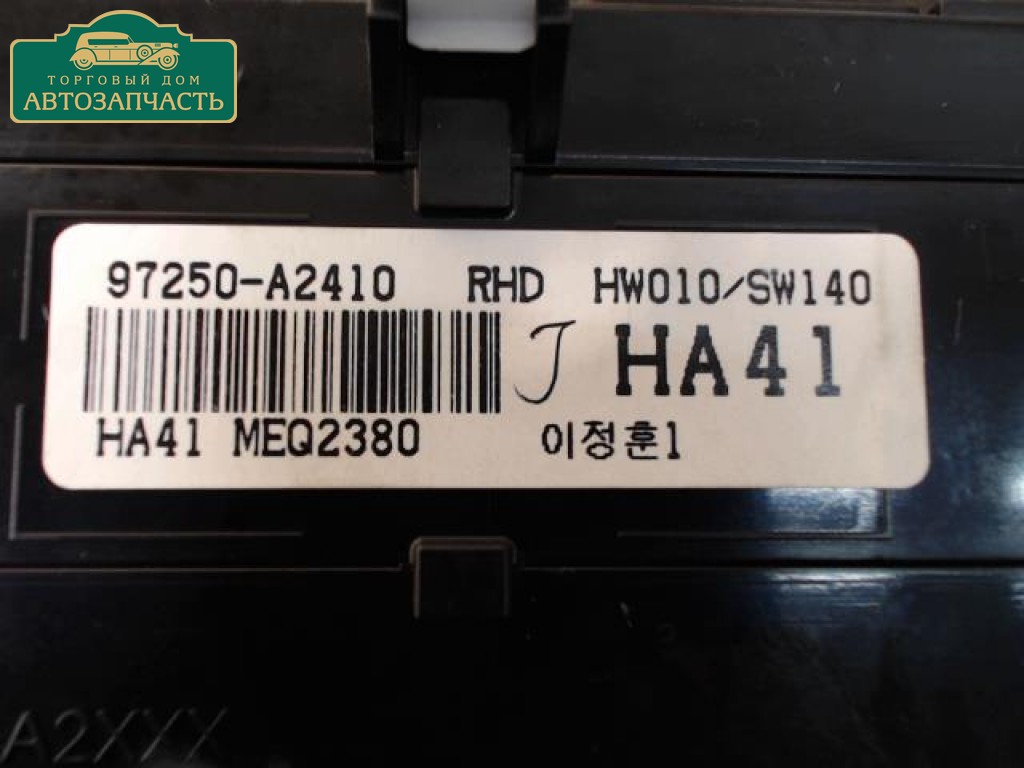 ТОРГОВЫЙ ДОМ
АВТОЗАПЧАСТЬ
97250-A2410 RHD HW010/SW140
J HA41
HA41 MEQ2380 이정훈1
A2XXX